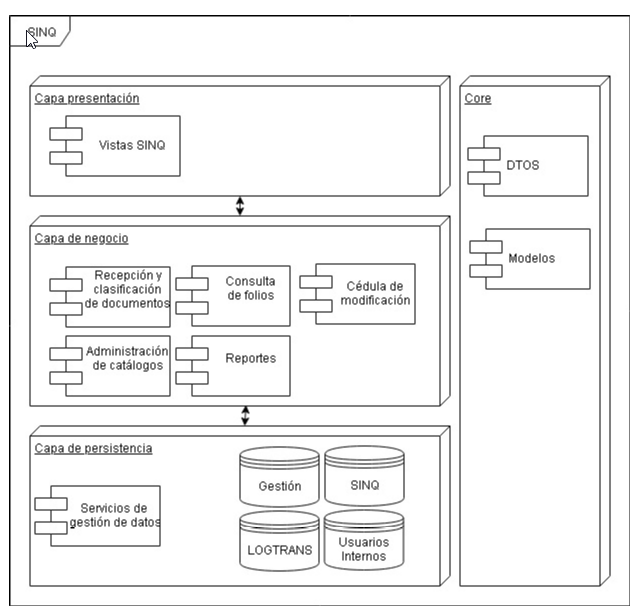 SINQ
Capa presentación
Vistas SINQ
Core
DTOS
Modelos
Capa de negocio
Recepción y
clasificación
de documentos
Consulta
de folios
Cédula de
modificación
Administración
de catálogos
Reportes
Capa de persistencia
Servicios de
gestión de datos
Gestión
SINQ
LOGTRANS
Usuarios
Internos